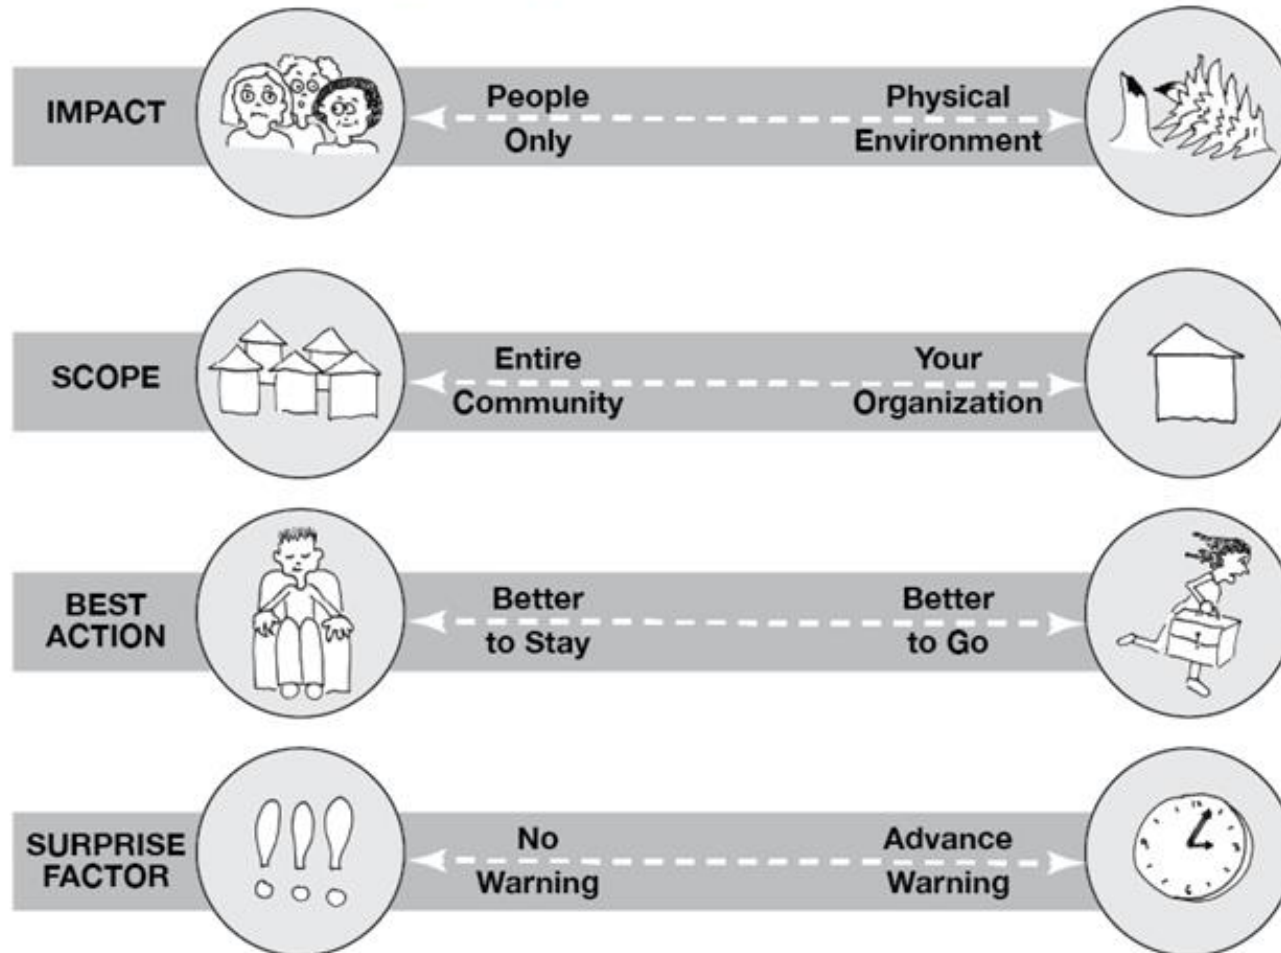 IMPACT
People
Only
Physical
Environment
SCOPE
Entire
Community
Your
Organization
BEST
ACTION
Better
to Stay
Better
to Go
SURPRISE
FACTOR
No
Warning
Advance
Warning